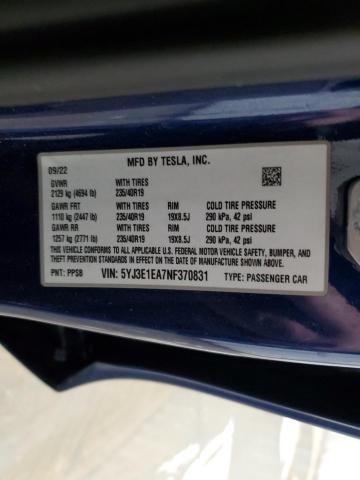 MFD BY TESLA, INC.
09/22
GVWR WITH TIRES
2129 kg (4694 lb) 235/40R19
GAWR FRT WITH TIRES RIM COLD TIRE PRESSURE
1110 kg (2447 lb) 235/40R19 19X8.5J 290 kPa, 42 psi
GAWR RR WITH TIRES RIM COLD TIRE PRESSURE
1257 kg (2771 lb) 235/40R19 19X8.5J 290 kPa, 42 psi
THIS VEHICLE CONFORMS TO ALL APPLICABLE FEDERAL MOTOR VEHICLE SAFETY, BUMPER, AND THEFT PREVENTION STANDARDS IN EFFECT ON THE DATE OF MANUFACTURE SHOWN ABOVE.
PNT: PPSB VIN: 5YJ3E1EA7NF370831 TYPE: PASSENGER CAR